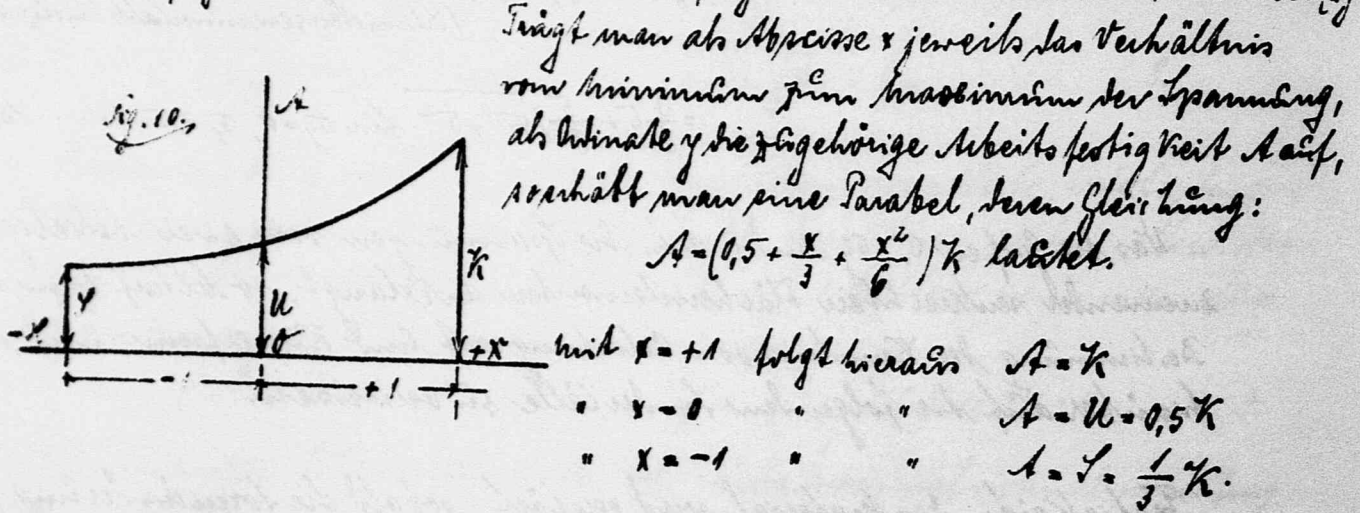 Trägt man als Abscisse x jeweils das Verhältnis
vom Minimum zum Maximum der Spannung,
als Ordinate y die zugehörige Arbeitsfestigkeit A auf,
so erhält man eine Parabel, deren Gleichung:
A = (0,5 + x/3 + x²/6) K lautet.
mit x = +1 folgt hieraus A = K
" x = 0 " " A = U = 0,5 K
" x = -1 " " A = S = 1/3 K.
Fig. 10.
A
K
U
0
+x
-1
+1